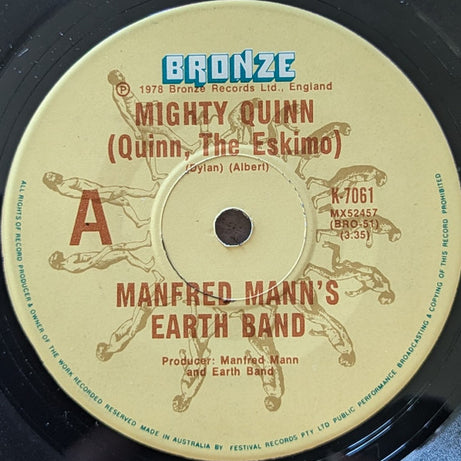 BRONZE
Ⓟ 1978 Bronze Records Ltd., England
MIGHTY QUINN
(Quinn, The Eskimo)
(Dylan) (Albert)
A
K-7061
MX52457
(BRO-51)
(3.35)
MANFRED MANN'S
EARTH BAND
Producer: Manfred Mann
and Earth Band
ALL RIGHTS OF RECORD PRODUCER & OWNER OF THE WORK RECORDED RESERVED MADE IN AUSTRALIA BY FESTIVAL RECORDS PTY LTD PUBLIC PERFORMANCE BROADCASTING & COPYING OF THIS RECORD PROHIBITED